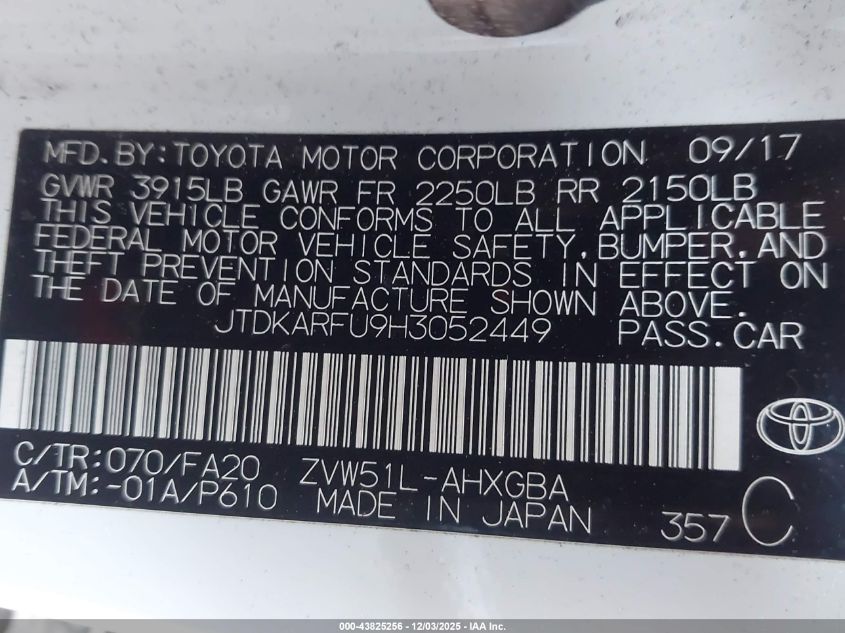 MFD.BY:TOYOTA MOTOR CORPORATION 09/17
GVWR 3915LB GAWR FR 2250LB RR 2150LB
THIS VEHICLE CONFORMS TO ALL APPLICABLE
FEDERAL MOTOR VEHICLE SAFETY,BUMPER,AND
THEFT PREVENTION STANDARDS IN EFFECT ON
THE DATE OF MANUFACTURE SHOWN ABOVE.
JTDKARFU9H3052449 PASS.CAR
C/TR:070/FA20 ZVW51L-AHXGBA
A/TM:-01A/P610 MADE IN JAPAN 357 C
000-43825256 - 12/03/2025 - IAA Inc.